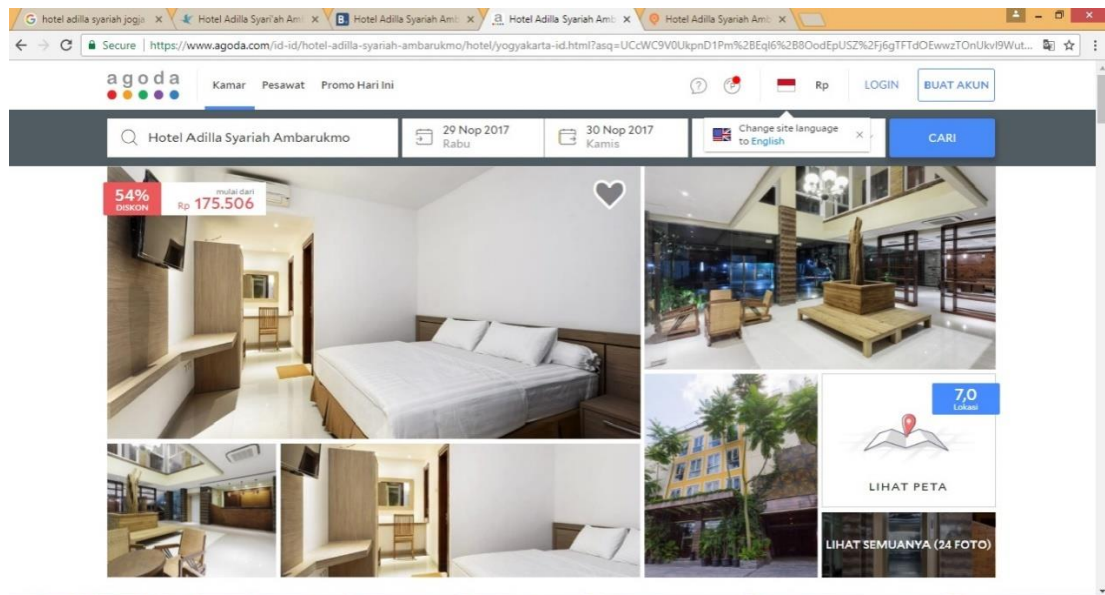 hotel adilla syariah jogja
Hotel Adilla Syari'ah Am
Hotel Adilla Syariah Amb
Hotel Adilla Syariah Amb
Hotel Adilla Syariah Amb
Secure | https://www.agoda.com/id-id/hotel-adilla-syariah-ambarukmo/hotel/yogyakarta-id.html?asq=
agoda
Kamar Pesawat Promo Hari Ini
Rp LOGIN BUAT AKUN
Hotel Adilla Syariah Ambarukmo
29 Nop 2017
Rabu
30 Nop 2017
Kamis
Change site language
to English
CARI
54%
DISKON
mulai dari
Rp 175.506
7,0
Lokasi
LIHAT PETA
LIHAT SEMUANYA (24 FOTO)